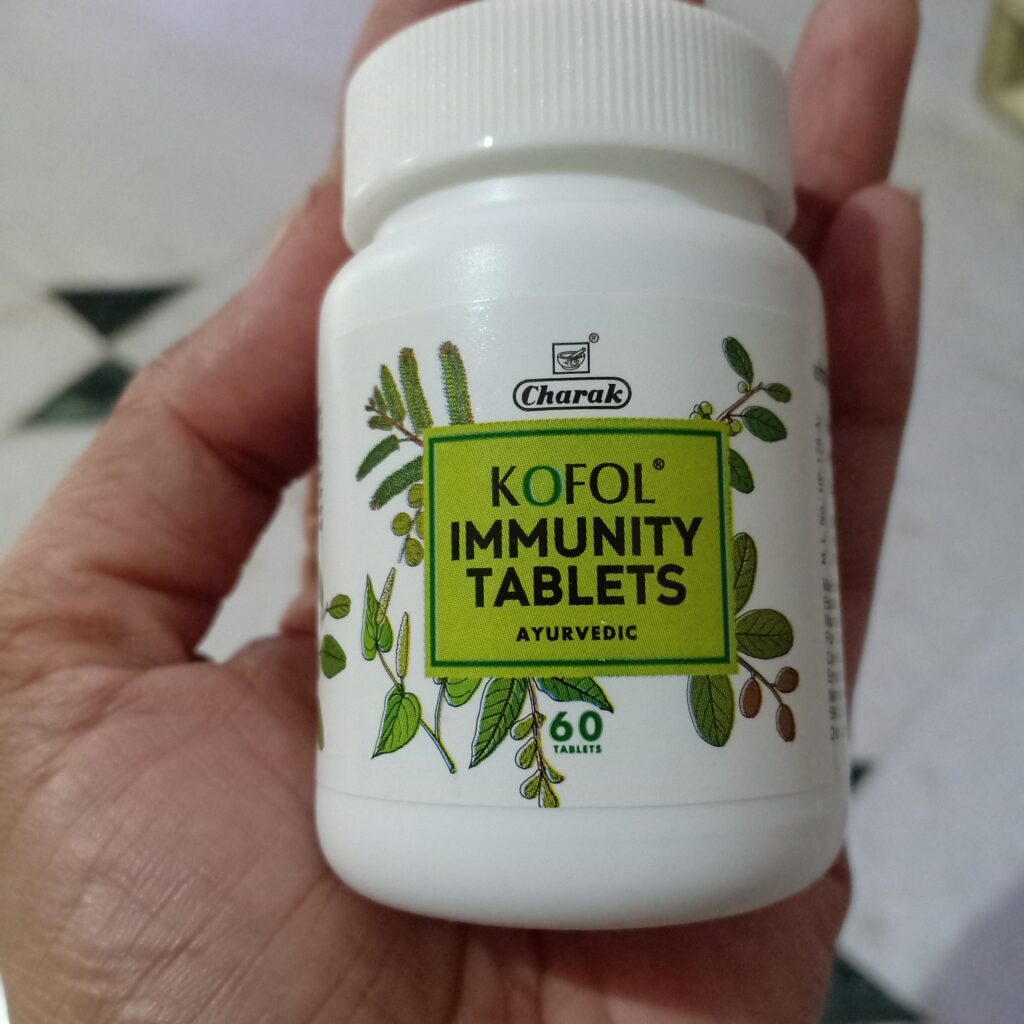 Charak®
KOFOL®
IMMUNITY
TABLETS
AYURVEDIC
60
TABLETS